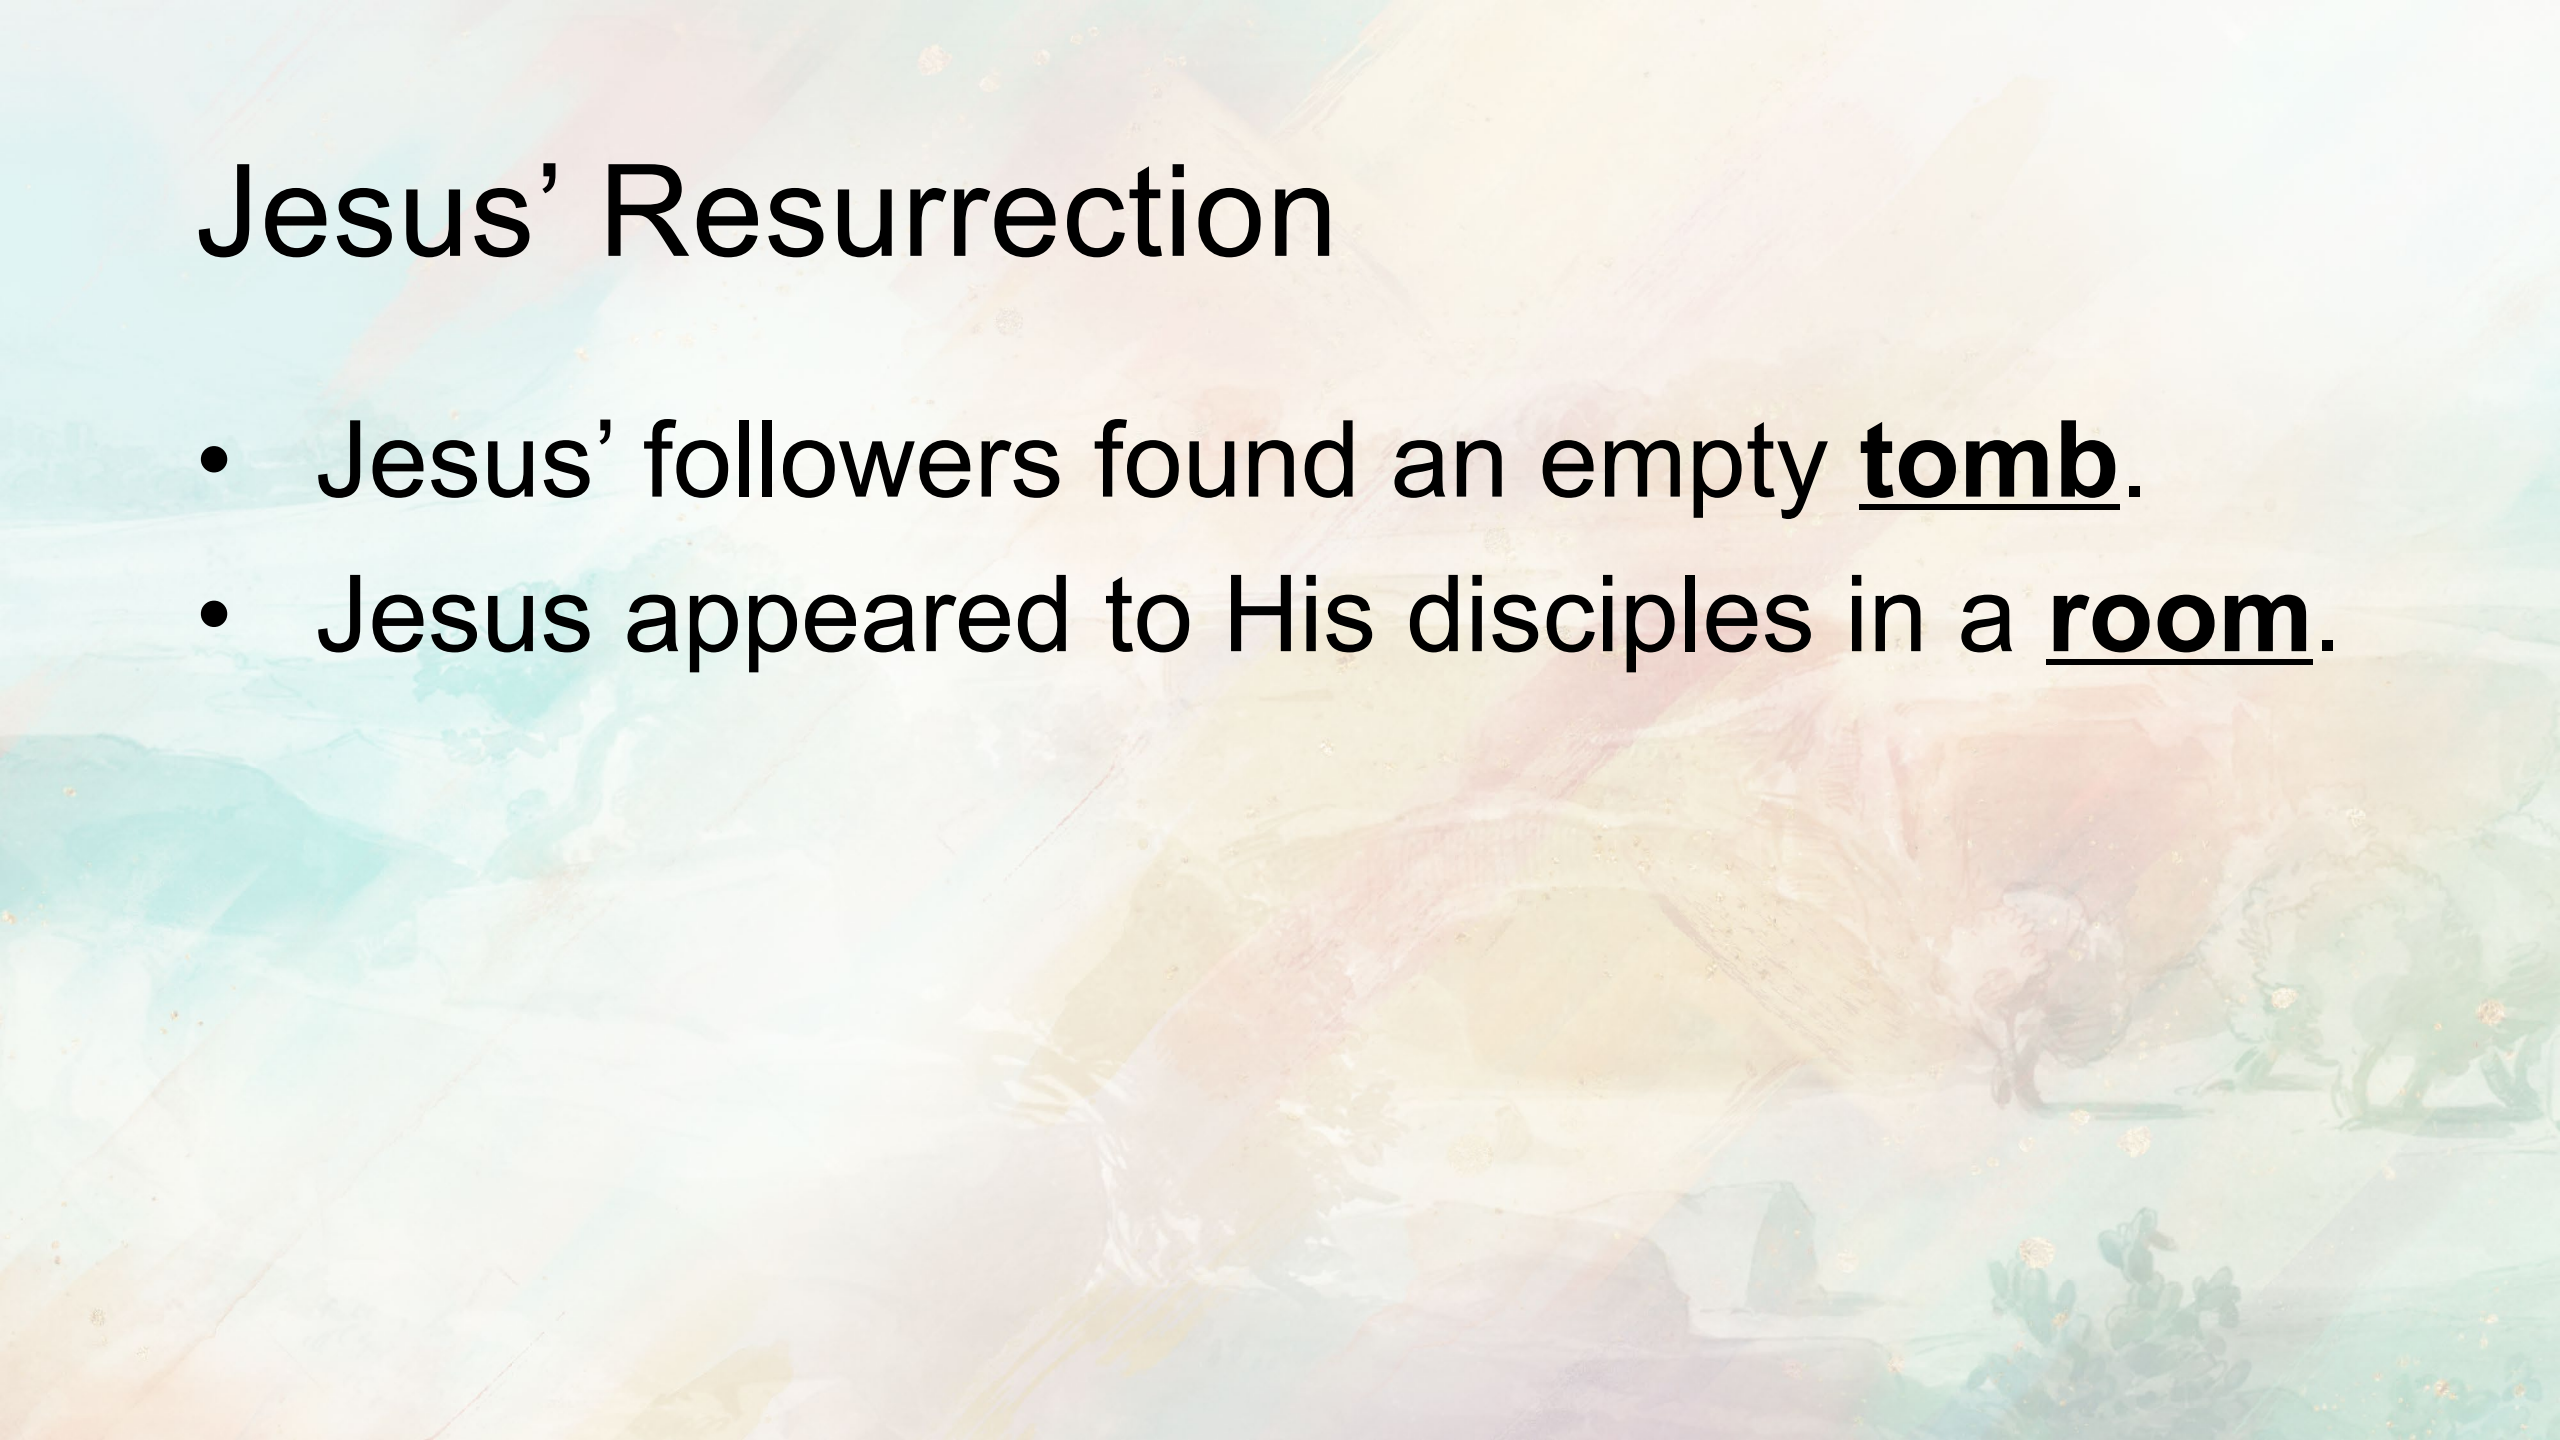 Jesus’ Resurrection
• Jesus’ followers found an empty tomb.
• Jesus appeared to His disciples in a room.